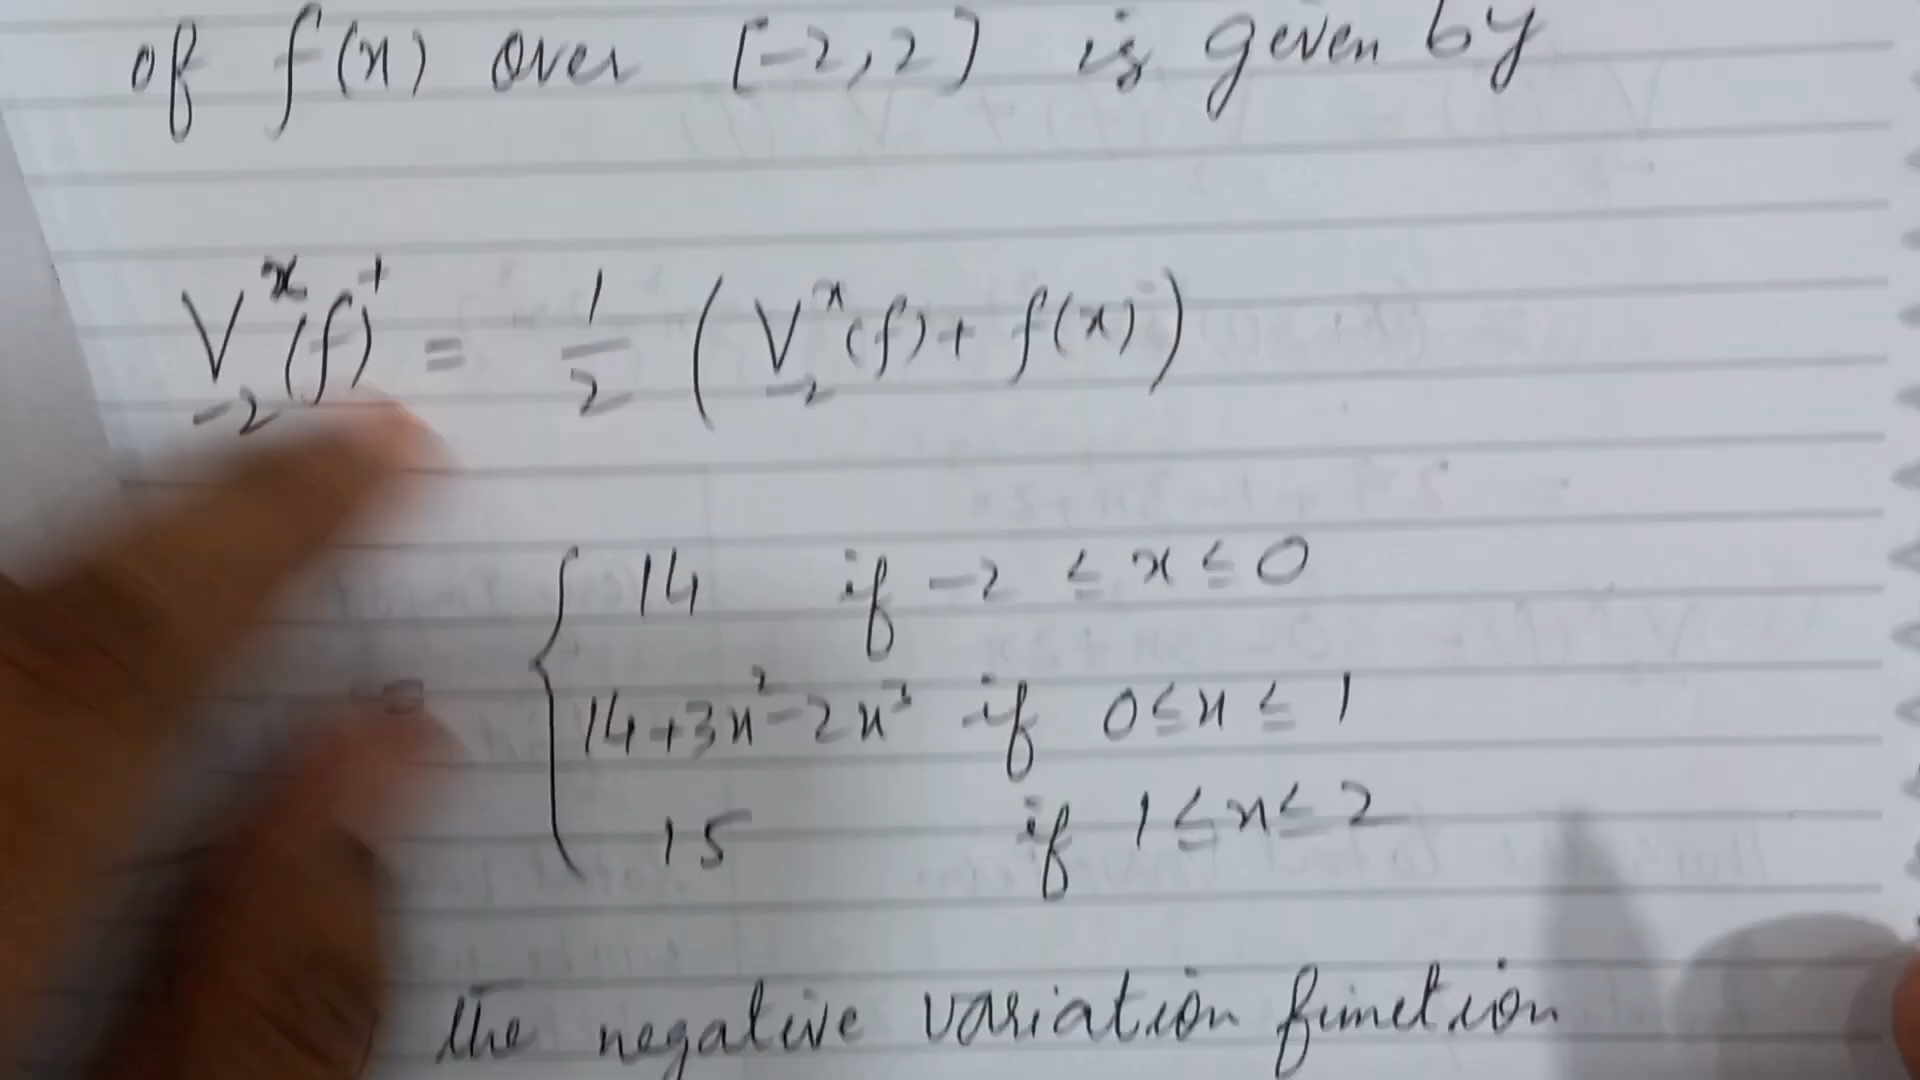 of f(x) over [-2,2] is given by
V_{-2}^{x}(f)^{+} = 1/2 ( V_{-2}^{x}(f) + f(x) )
= { 14 if -2 ≤ x ≤ 0
14+3x²-2x³ if 0≤x≤1
15 if 1≤x≤2
The negative variation function